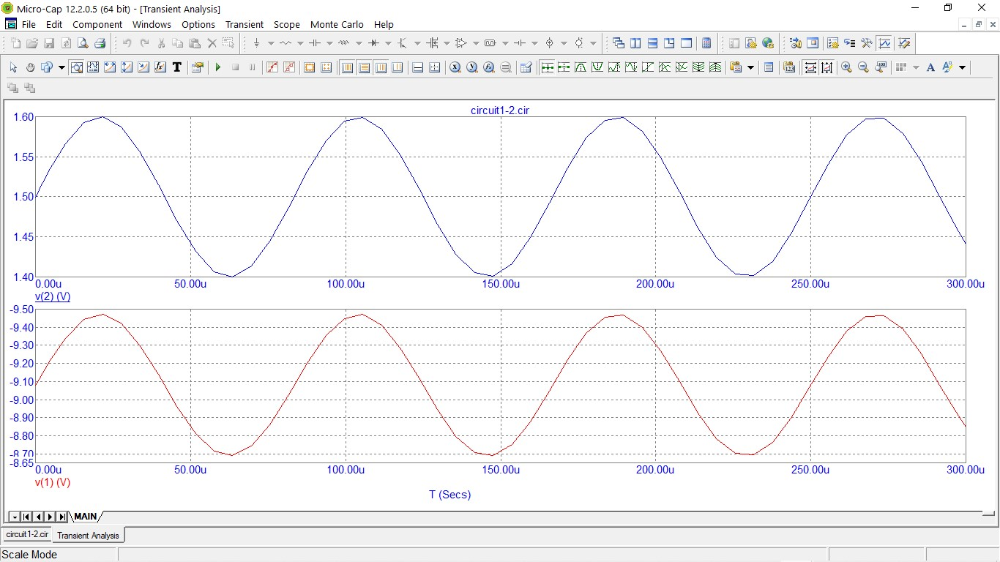 Micro-Cap 12.2.0.5 (64 bit) - [Transient Analysis]
File Edit Component Windows Options Transient Scope Monte Carlo Help
circuit1-2.cir
1.60
1.55
1.50
1.45
1.40
0.00u 50.00u 100.00u 150.00u 200.00u 250.00u 300.00u
v(2) (V)
-9.50
-9.40
-9.30
-9.20
-9.10
-9.00
-8.90
-8.80
-8.70
-8.65
0.00u 50.00u 100.00u 150.00u 200.00u 250.00u 300.00u
v(1) (V)
T (Secs)
MAIN
circuit1-2.cir Transient Analysis
Scale Mode